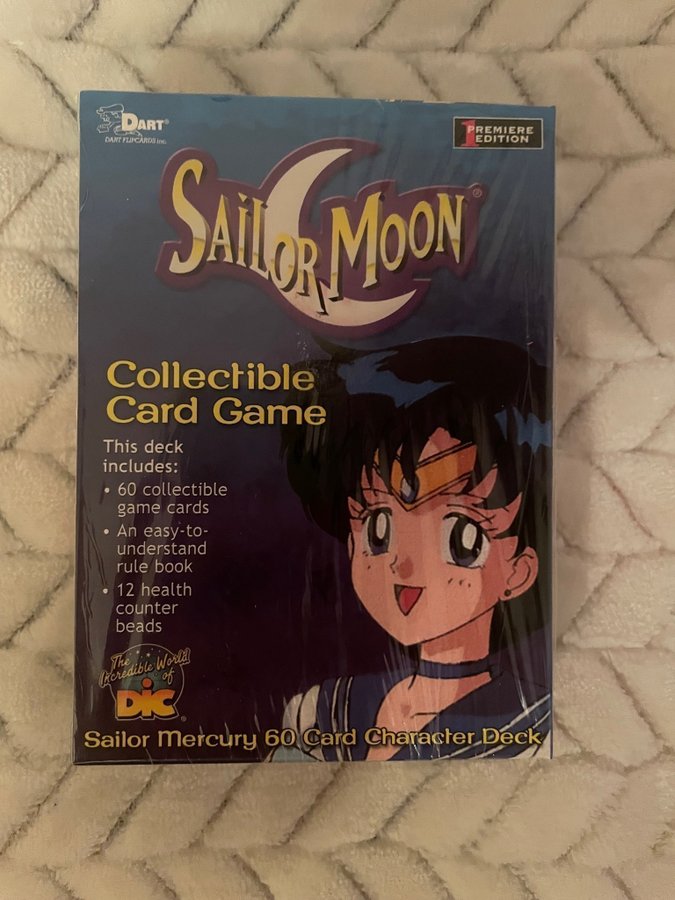 DART®
DART FLIPCARDS Inc.
1 PREMIERE
EDITION
SAILOR MOON®
Collectible
Card Game
This deck
includes:
• 60 collectible
game cards
• An easy-to-
understand
rule book
• 12 health
counter
beads
The
Incredible World
of
DiC®
Sailor Mercury 60 Card Character Deck